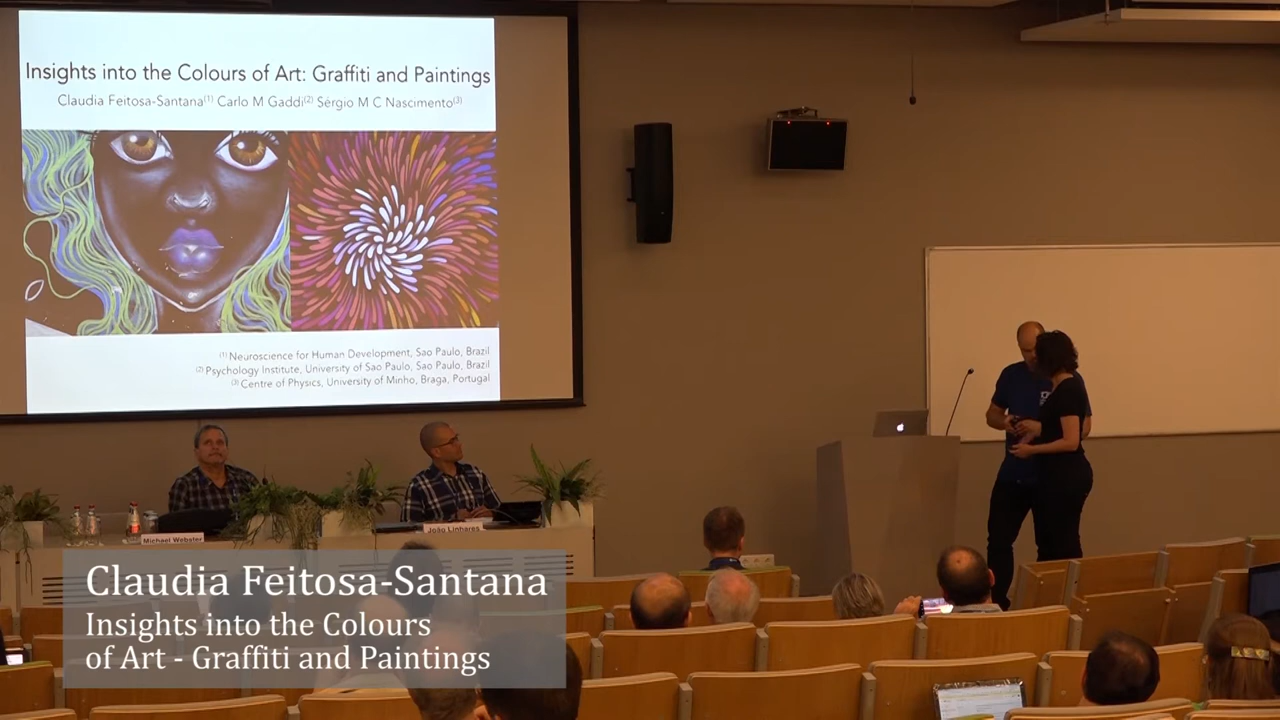 Insights into the Colours of Art: Graffiti and Paintings
Claudia Feitosa-Santana(1) Carlo M Gaddi(2) Sérgio M C Nascimento(3)
(1) Neuroscience for Human Development, Sao Paulo, Brazil
(2) Psychology Institute, University of Sao Paulo, Sao Paulo, Brazil
(3) Centre of Physics, University of Minho, Braga, Portugal
Michael Webster
João Linhares
Claudia Feitosa-Santana
Insights into the Colours
of Art - Graffiti and Paintings